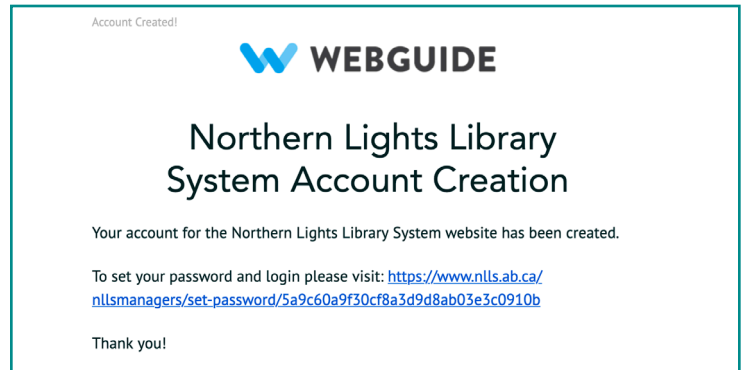 Account Created!
WEBGUIDE
Northern Lights Library
System Account Creation
Your account for the Northern Lights Library System website has been created.
To set your password and login please visit: https://www.nlls.ab.ca/
nllsmanagers/set-password/5a9c60a9f30cf8a3d9d8ab03e3c0910b
Thank you!